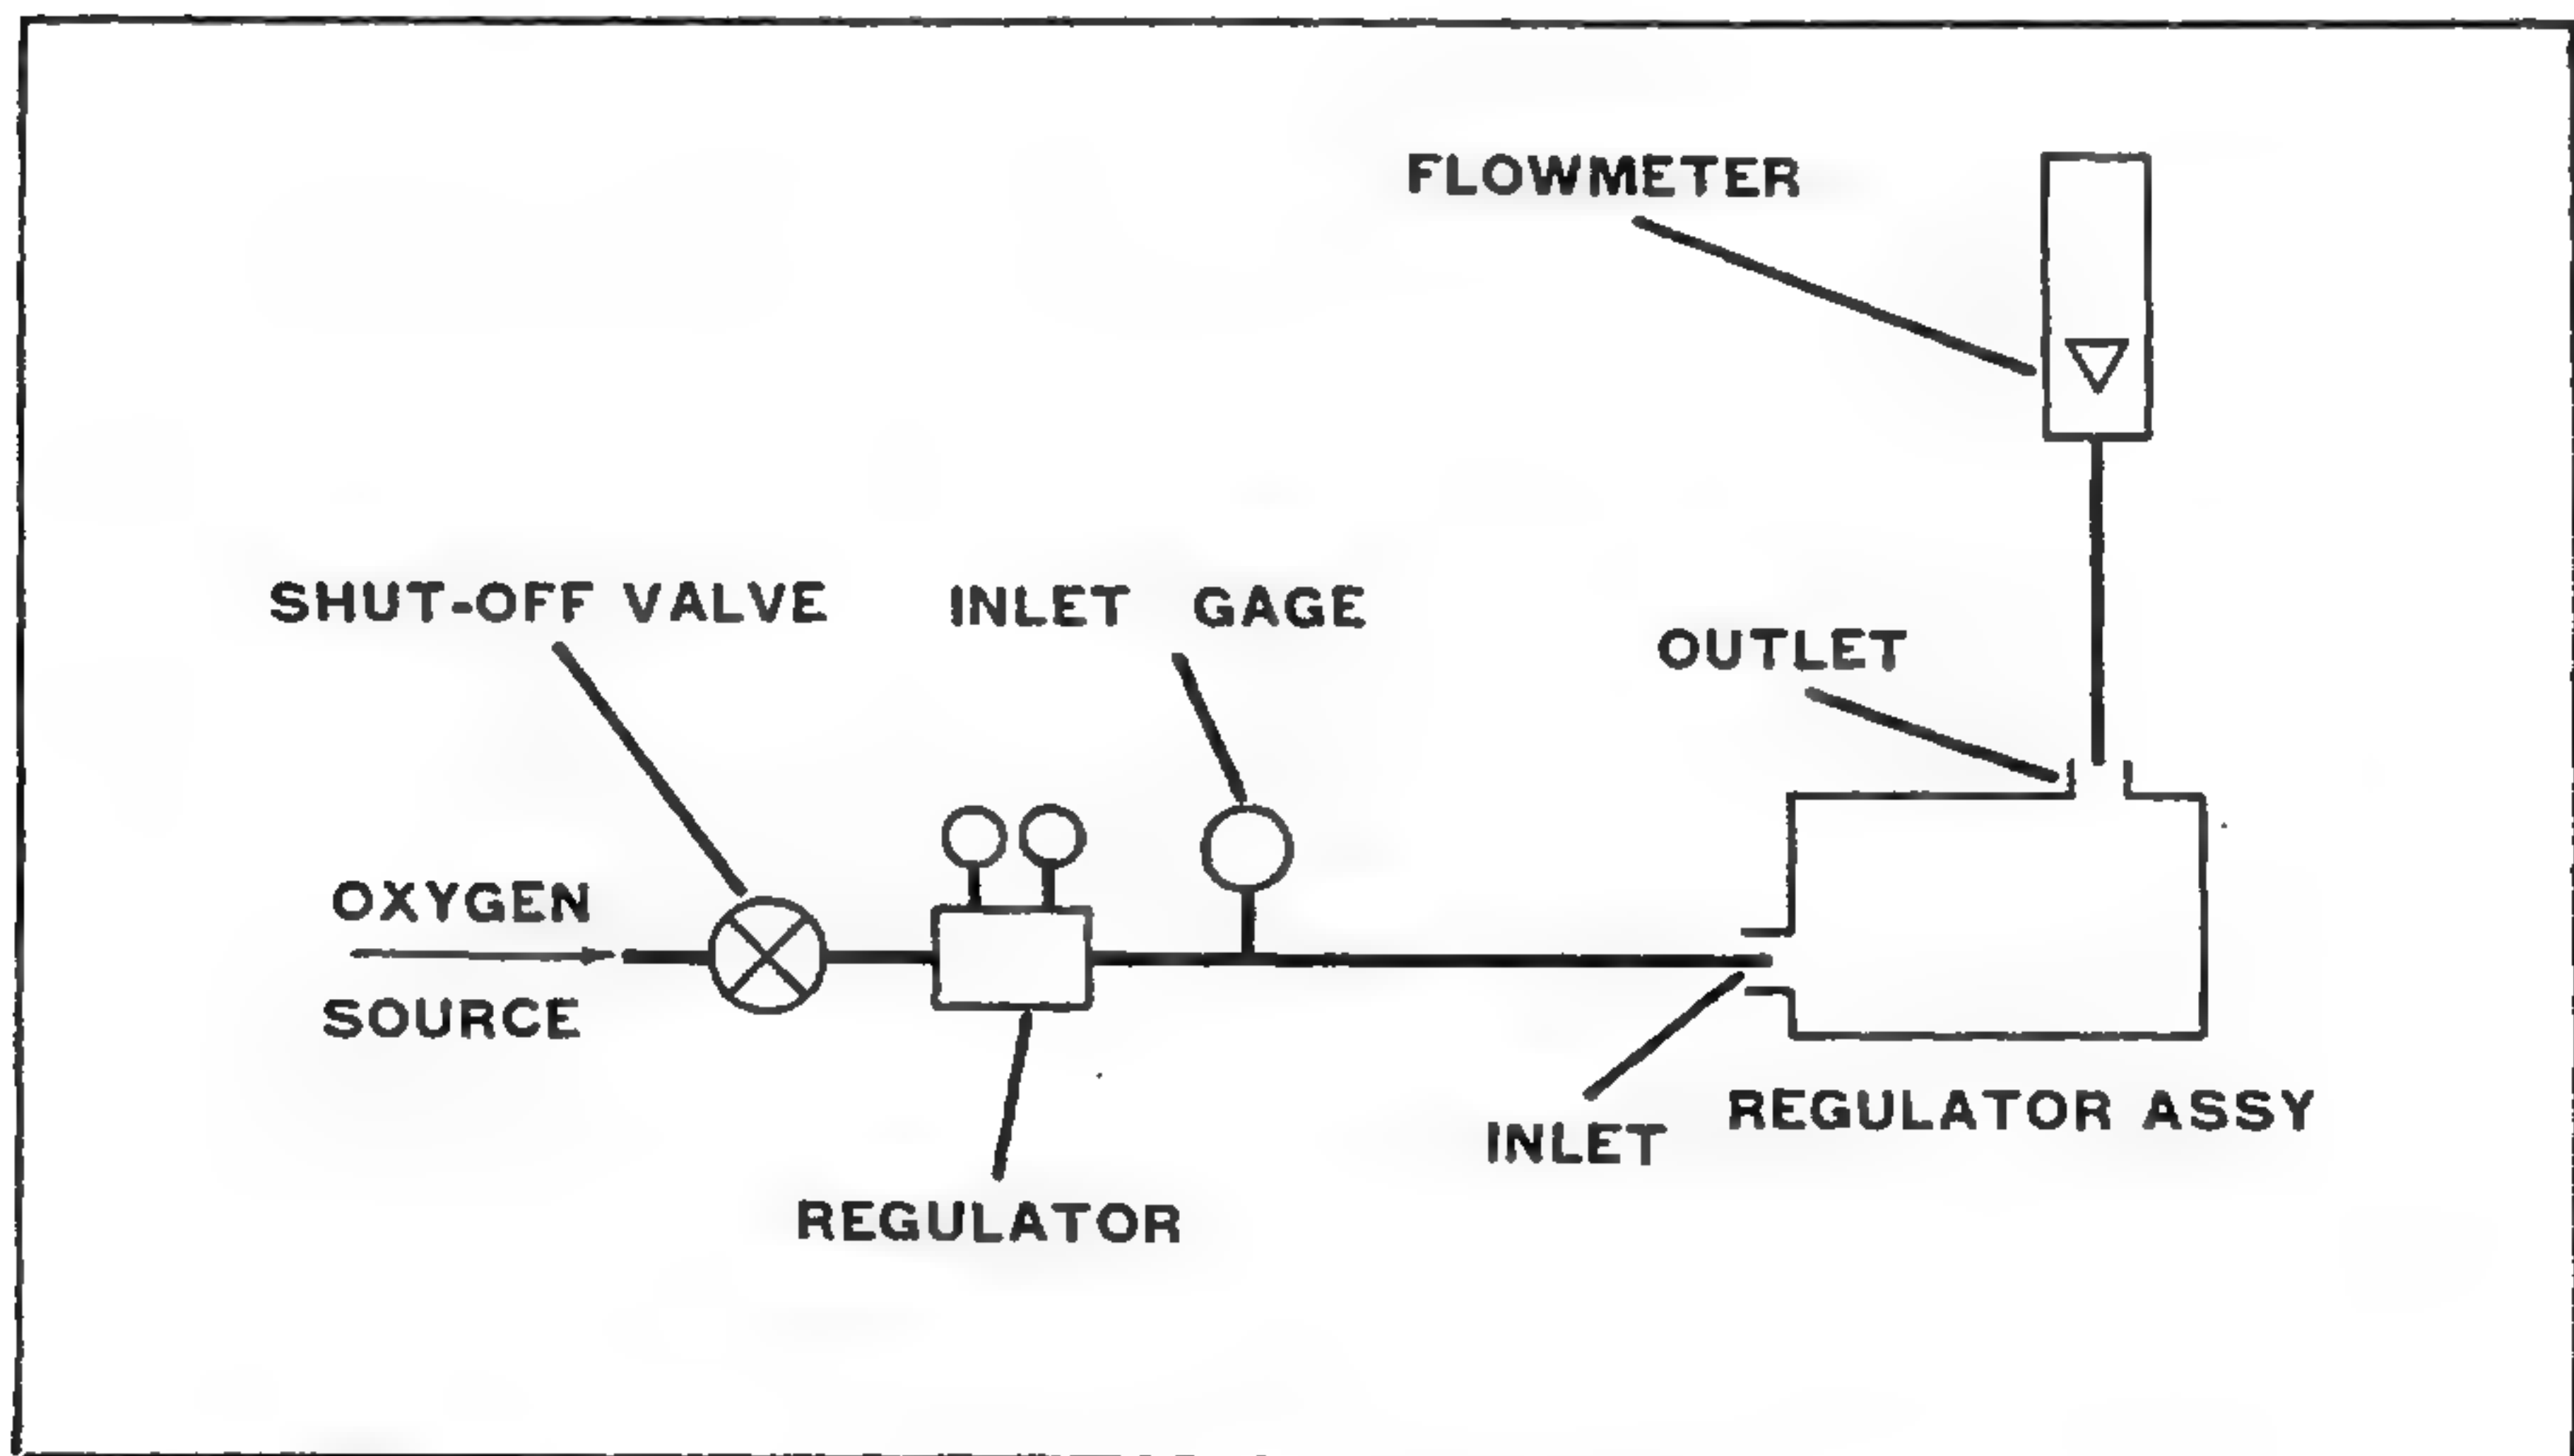 FLOWMETER
SHUT-OFF VALVE
INLET GAGE
OUTLET
OXYGEN
SOURCE
INLET
REGULATOR ASSY
REGULATOR